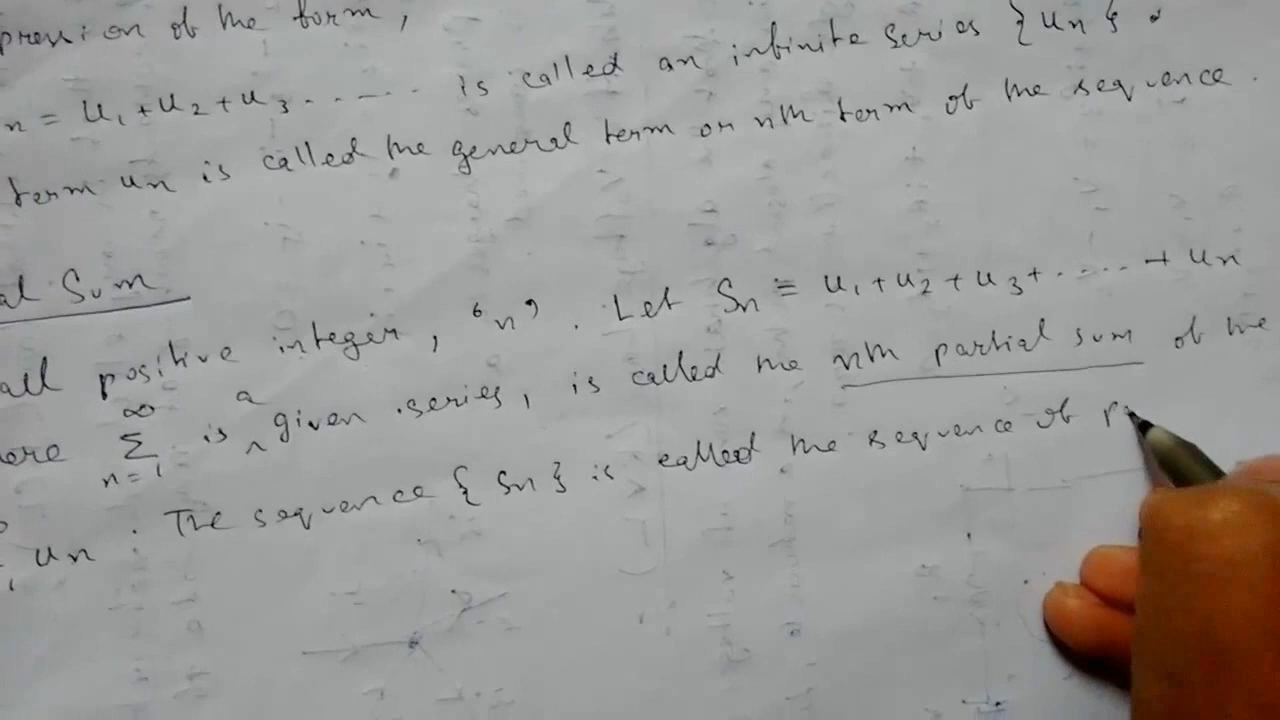 pression of the form,
n = u₁ + u₂ + u₃ ...... is called an infinite series {un}.
term un is called the general term or nth term of the sequence.
al Sum
all positive integer, 'n'. Let Sn = u₁ + u₂ + u₃ + ..... + un
ere ∞ Σ n=1 is a given series, is called the nth partial sum of the
, un. The sequence {Sn} is called the sequence of p